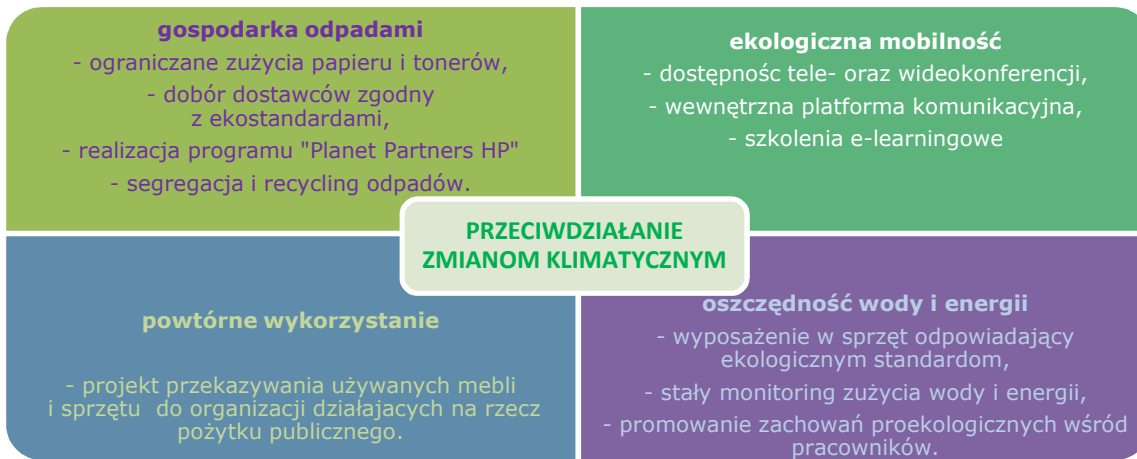 gospodarka odpadami
- ograniczane zużycia papieru i tonerów,
- dobór dostawców zgodny
z ekostandardami,
- realizacja programu "Planet Partners HP"
- segregacja i recycling odpadów.
ekologiczna mobilność
- dostępnośc tele- oraz wideokonferencji,
- wewnętrzna platforma komunikacyjna,
- szkolenia e-learningowe
PRZECIWDZIAŁANIE
ZMIANOM KLIMATYCZNYM
powtórne wykorzystanie
- projekt przekazywania używanych mebli
i sprzętu do organizacji działajacych na rzecz
pożytku publicznego.
oszczędność wody i energii
- wyposażenie w sprzęt odpowiadający
ekologicznym standardom,
- stały monitoring zużycia wody i energii,
- promowanie zachowań proekologicznych wśród
pracowników.